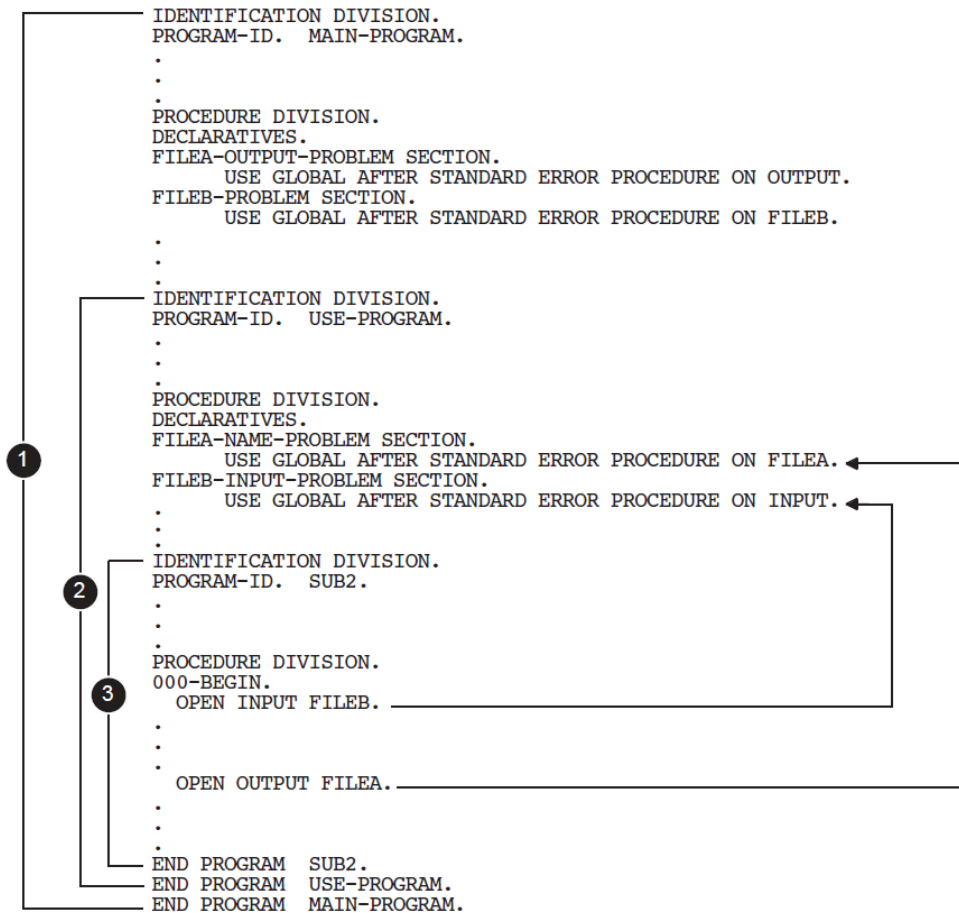 IDENTIFICATION DIVISION.
PROGRAM-ID.  MAIN-PROGRAM.
.
.
.
PROCEDURE DIVISION.
DECLARATIVES.
FILEA-OUTPUT-PROBLEM SECTION.
      USE GLOBAL AFTER STANDARD ERROR PROCEDURE ON OUTPUT.
FILEB-PROBLEM SECTION.
      USE GLOBAL AFTER STANDARD ERROR PROCEDURE ON FILEB.
.
.
.
IDENTIFICATION DIVISION.
PROGRAM-ID.  USE-PROGRAM.
.
.
.
PROCEDURE DIVISION.
DECLARATIVES.
FILEA-NAME-PROBLEM SECTION.
1
      USE GLOBAL AFTER STANDARD ERROR PROCEDURE ON FILEA.
FILEB-INPUT-PROBLEM SECTION.
      USE GLOBAL AFTER STANDARD ERROR PROCEDURE ON INPUT.
.
.
.
IDENTIFICATION DIVISION.
2
PROGRAM-ID.  SUB2.
.
.
.
PROCEDURE DIVISION.
000-BEGIN.
3
  OPEN INPUT FILEB.
.
.
.
  OPEN OUTPUT FILEA.
.
.
.
END PROGRAM  SUB2.
END PROGRAM  USE-PROGRAM.
END PROGRAM  MAIN-PROGRAM.